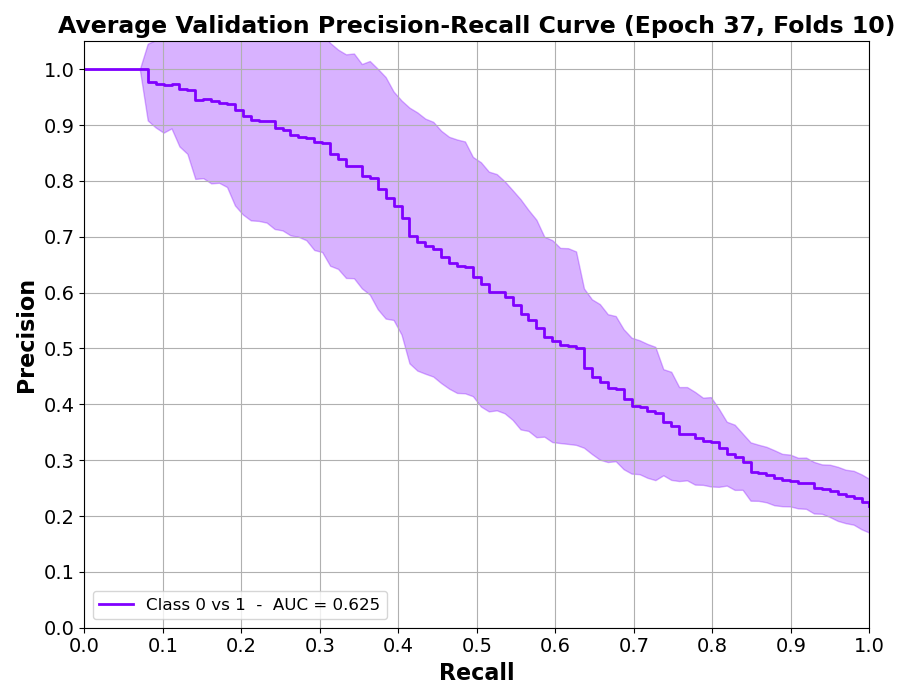 Average Validation Precision-Recall Curve (Epoch 37, Folds 10)
1.0
0.9
0.8
0.7
0.6
0.5
0.4
0.3
0.2
0.1
0.0
Precision
Class 0 vs 1  -  AUC = 0.625
0.0 0.1 0.2 0.3 0.4 0.5 0.6 0.7 0.8 0.9 1.0
Recall